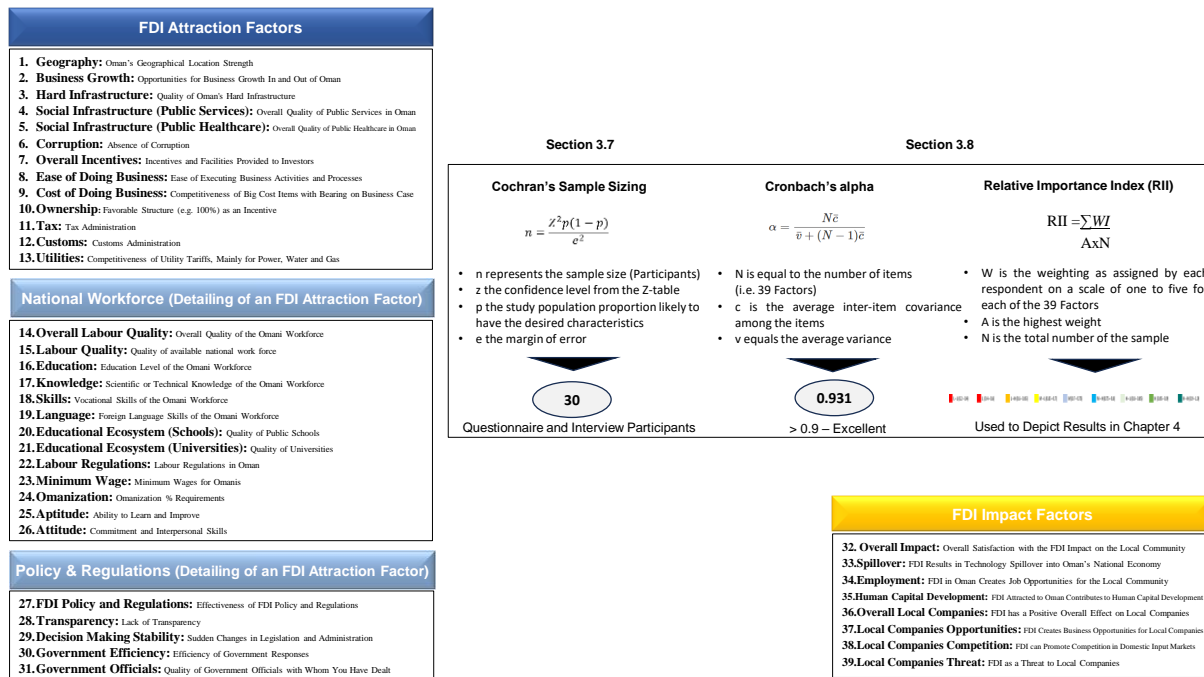 FDI Attraction Factors
1. Geography: Oman's Geographical Location Strength
2. Business Growth: Opportunities for Business Growth In and Out of Oman
3. Hard Infrastructure: Quality of Oman's Hard Infrastructure
4. Social Infrastructure (Public Services): Overall Quality of Public Services in Oman
5. Social Infrastructure (Public Healthcare): Overall Quality of Public Healthcare in Oman
6. Corruption: Absence of Corruption
7. Overall Incentives: Incentives and Facilities Provided to Investors
8. Ease of Doing Business: Ease of Executing Business Activities and Processes
9. Cost of Doing Business: Competitiveness of Big Cost Items with Bearing on Business Case
10. Ownership: Favorable Structure (e.g. 100%) as an Incentive
11. Tax: Tax Administration
12. Customs: Customs Administration
13. Utilities: Competitiveness of Utility Tariffs, Mainly for Power, Water and Gas
National Workforce (Detailing of an FDI Attraction Factor)
14. Overall Labour Quality: Overall Quality of the Omani Workforce
15. Labour Quality: Quality of available national work force
16. Education: Education Level of the Omani Workforce
17. Knowledge: Scientific or Technical Knowledge of the Omani Workforce
18. Skills: Vocational Skills of the Omani Workforce
19. Language: Foreign Language Skills of the Omani Workforce
20. Educational Ecosystem (Schools): Quality of Public Schools
21. Educational Ecosystem (Universities): Quality of Universities
22. Labour Regulations: Labour Regulations in Oman
23. Minimum Wage: Minimum Wages for Omanis
24. Omanization: Omanization % Requirements
25. Aptitude: Ability to Learn and Improve
26. Attitude: Commitment and Interpersonal Skills
Policy & Regulations (Detailing of an FDI Attraction Factor)
27. FDI Policy and Regulations: Effectiveness of FDI Policy and Regulations
28. Transparency: Lack of Transparency
29. Decision Making Stability: Sudden Changes in Legislation and Administration
30. Government Efficiency: Efficiency of Government Responses
31. Government Officials: Quality of Government Officials with Whom You Have Dealt
Section 3.7
Cochran's Sample Sizing
n = Z²p(1 − p) / e²
• n represents the sample size (Participants)
• z the confidence level from the Z-table
• p the study population proportion likely to
have the desired characteristics
• e the margin of error
30
Questionnaire and Interview Participants
Section 3.8
Cronbach's alpha
α = Nc̄ / v̄ + (N − 1)c̄
• N is equal to the number of items
(i.e. 39 Factors)
• c is the average inter-item covariance
among the items
• v equals the average variance
0.931
> 0.9 – Excellent
Relative Importance Index (RII)
RII = ∑WI / AxN
• W is the weighting as assigned by each
respondent on a scale of one to five fo
each of the 39 Factors
• A is the highest weight
• N is the total number of the sample
Used to Depict Results in Chapter 4
FDI Impact Factors
32. Overall Impact: Overall Satisfaction with the FDI Impact on the Local Community
33. Spillover: FDI Results in Technology Spillover into Oman's National Economy
34. Employment: FDI in Oman Creates Job Opportunities for the Local Community
35. Human Capital Development: FDI Attracted to Oman Contributes to Human Capital Development
36. Overall Local Companies: FDI has a Positive Overall Effect on Local Companies
37. Local Companies Opportunities: FDI Creates Business Opportunities for Local Companies
38. Local Companies Competition: FDI can Promote Competition in Domestic Input Markets
39. Local Companies Threat: FDI as a Threat to Local Companies